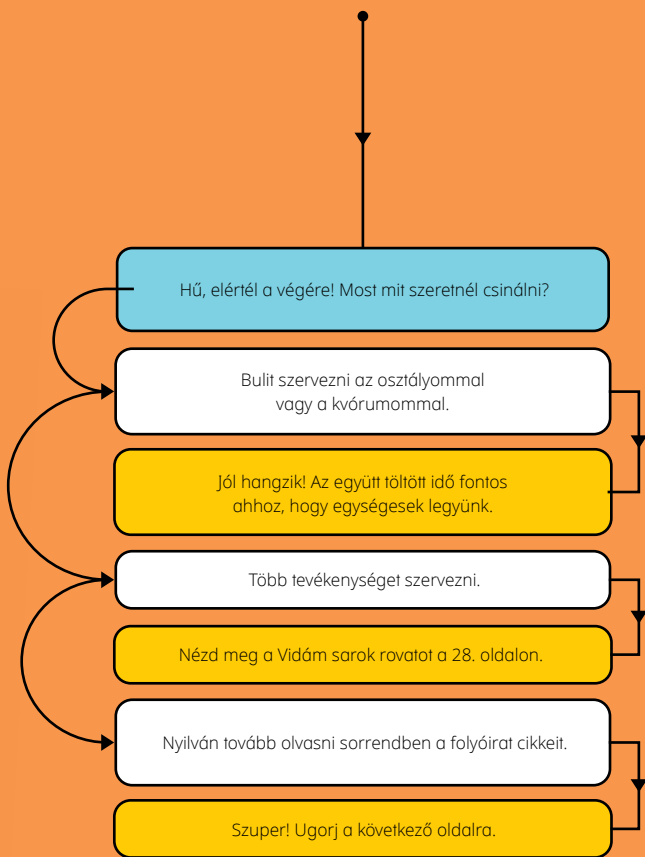 Hű, elértél a végére! Most mit szeretnél csinálni?
Bulit szervezni az osztályommal
vagy a kvórumommal.
Jól hangzik! Az együtt töltött idő fontos
ahhoz, hogy egységesek legyünk.
Több tevékenységet szervezni.
Nézd meg a Vidám sarok rovatot a 28. oldalon.
Nyilván tovább olvasni sorrendben a folyóirat cikkeit.
Szuper! Ugorj a következő oldalra.